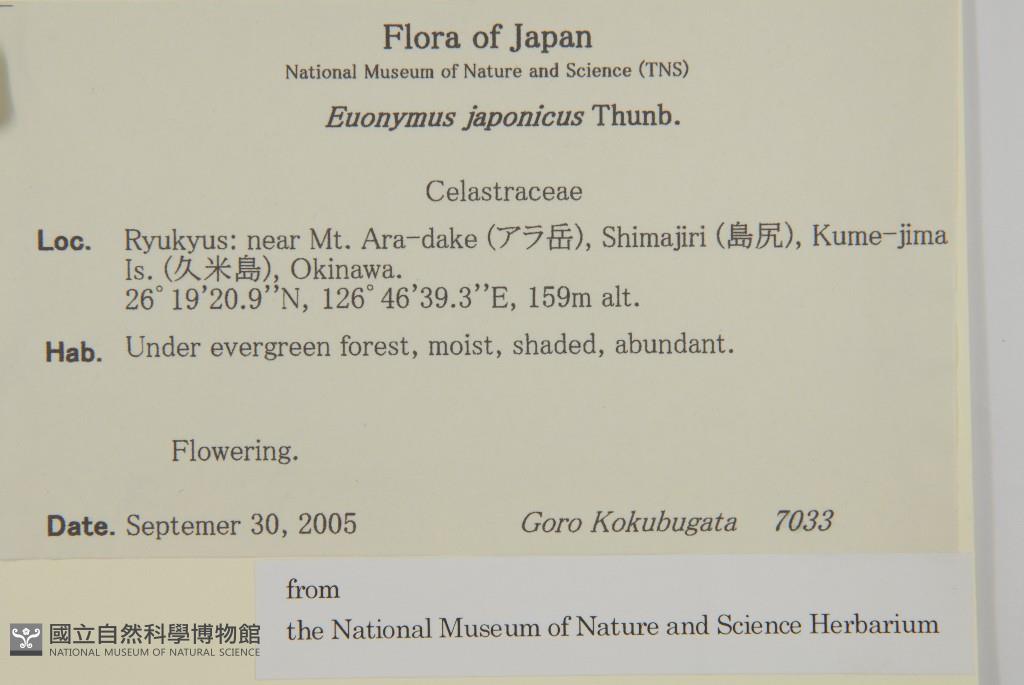 Flora of Japan
National Museum of Nature and Science (TNS)
Euonymus japonicus Thunb.
Celastraceae
Loc. Ryukyus: near Mt. Ara-dake (アラ岳), Shimajiri (島尻), Kume-jima
Is. (久米島), Okinawa.
26°19’20.9’’N, 126°46’39.3’’E, 159m alt.
Hab. Under evergreen forest, moist, shaded, abundant.
Flowering.
Date. Septemer 30, 2005 Goro Kokubugata 7033
from
the National Museum of Nature and Science Herbarium
國立自然科學博物館
NATIONAL MUSEUM OF NATURAL SCIENCE